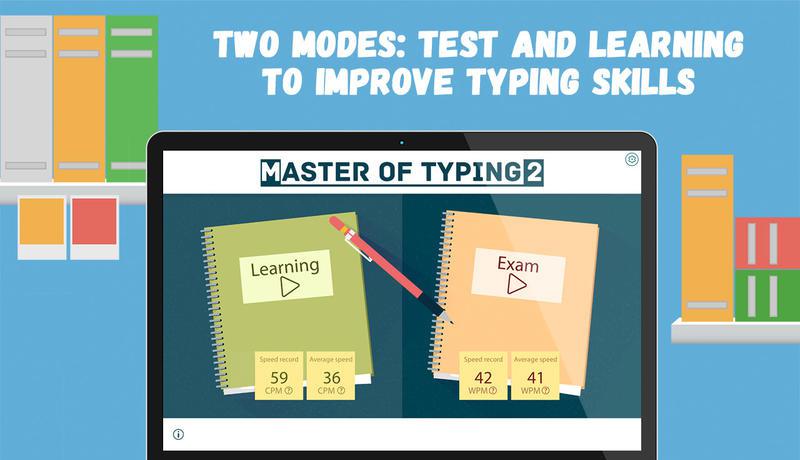 TWO MODES: TEST AND LEARNING
TO IMPROVE TYPING SKILLS
MASTER OF TYPING 2
Learning
Exam
Speed record
Average speed
59
36
CPM ?
CPM ?
Speed record
Average speed
42
41
WPM ?
WPM ?
i